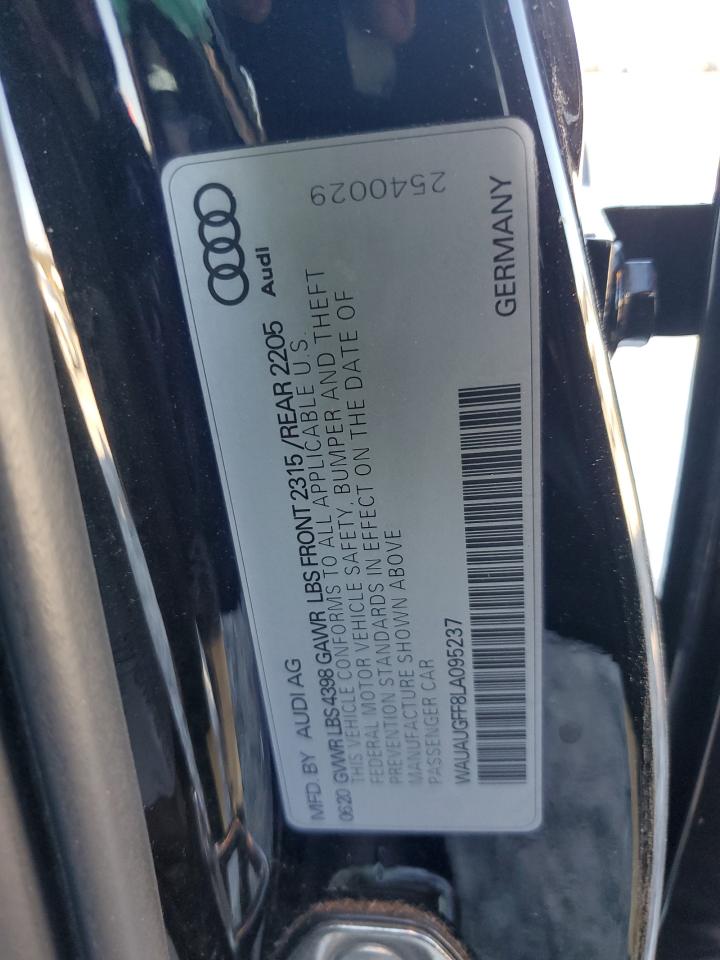 MFD. BY AUDI AG
Audi
0620 GVWR LBS 4398 GAWR LBS FRONT 2315 / REAR 2205
THIS VEHICLE CONFORMS TO ALL APPLICABLE U.S.
FEDERAL MOTOR VEHICLE SAFETY, BUMPER AND THEFT
PREVENTION STANDARDS IN EFFECT ON THE DATE OF
MANUFACTURE SHOWN ABOVE
PASSENGER CAR
2540029
WAUAUGFF8LA095237
GERMANY